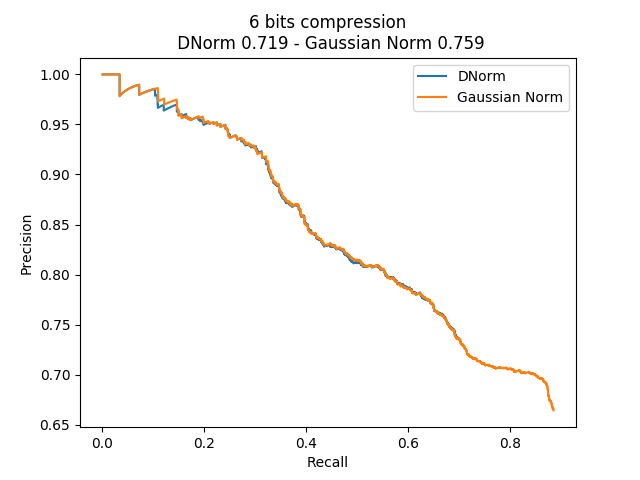 6 bits compression
DNorm 0.719 - Gaussian Norm 0.759
DNorm
Gaussian Norm
Precision
1.00
0.95
0.90
0.85
0.80
0.75
0.70
0.65
0.0
0.2
0.4
0.6
0.8
Recall